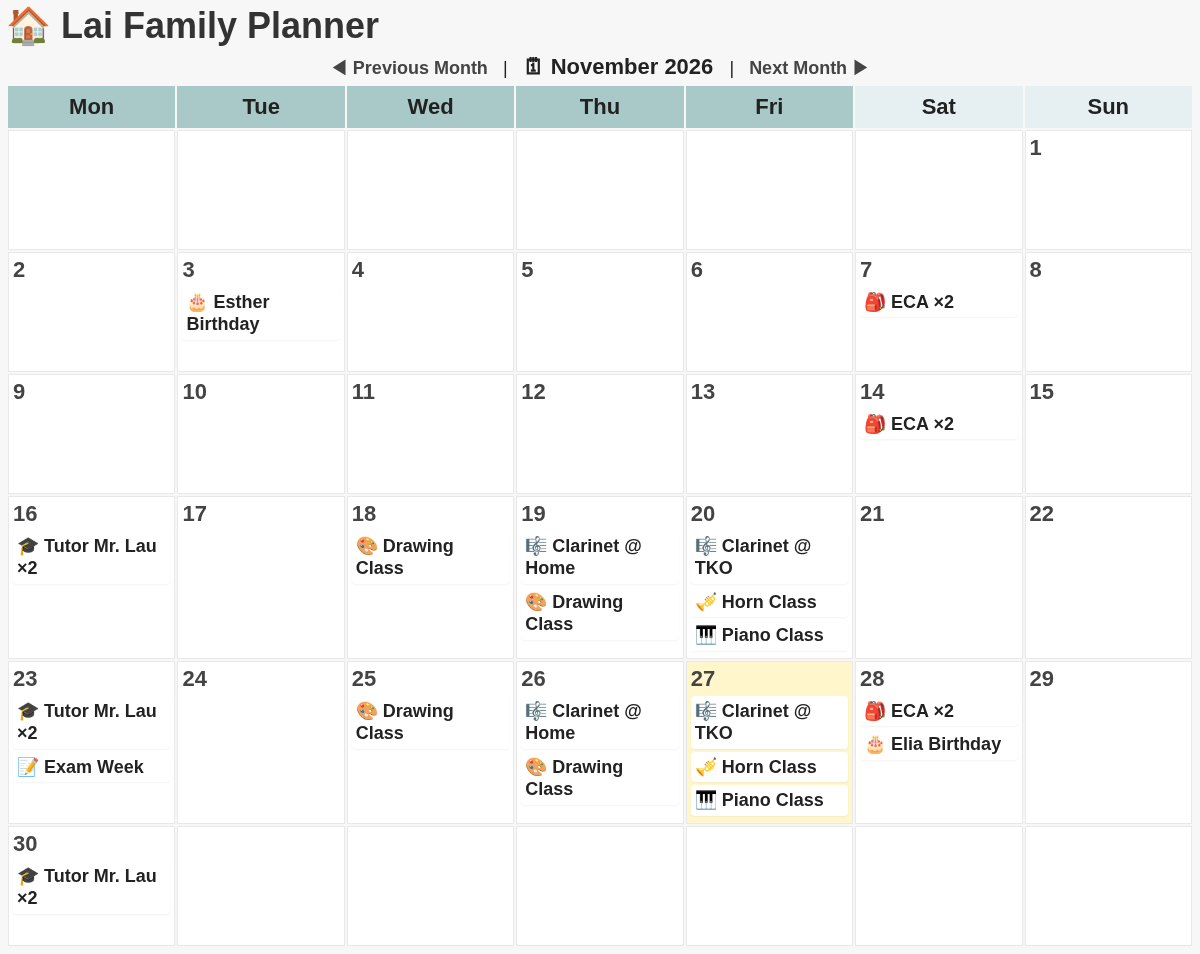 🏠 Lai Family Planner
◀ Previous Month | 🗓 November 2026 | Next Month ▶
Mon Tue Wed Thu Fri Sat Sun
1
2 3 4 5 6 7 8
🎂 Esther
Birthday
🎒 ECA ×2
9 10 11 12 13 14 15
🎒 ECA ×2
16 17 18 19 20 21 22
🎓 Tutor Mr. Lau
×2
🎨 Drawing
Class
🎼 Clarinet @
Home
🎨 Drawing
Class
🎼 Clarinet @
TKO
🎺 Horn Class
🎹 Piano Class
23 24 25 26 27 28 29
🎓 Tutor Mr. Lau
×2
📝 Exam Week
🎨 Drawing
Class
🎼 Clarinet @
Home
🎨 Drawing
Class
🎼 Clarinet @
TKO
🎺 Horn Class
🎹 Piano Class
🎒 ECA ×2
🎂 Elia Birthday
30
🎓 Tutor Mr. Lau
×2